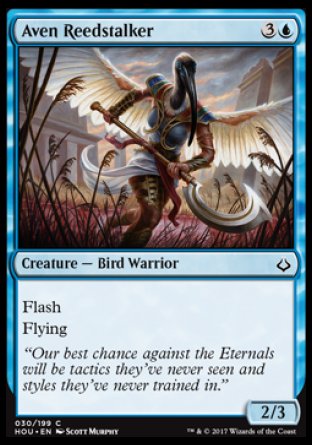 Aven Reedstalker 3
Creature — Bird Warrior
Flash
Flying
“Our best chance against the Eternals
will be tactics they’ve never seen and
styles they’ve never trained in.”
2/3
030/199 C
HOU • EN Scott Murphy ™ & © 2017 Wizards of the Coast